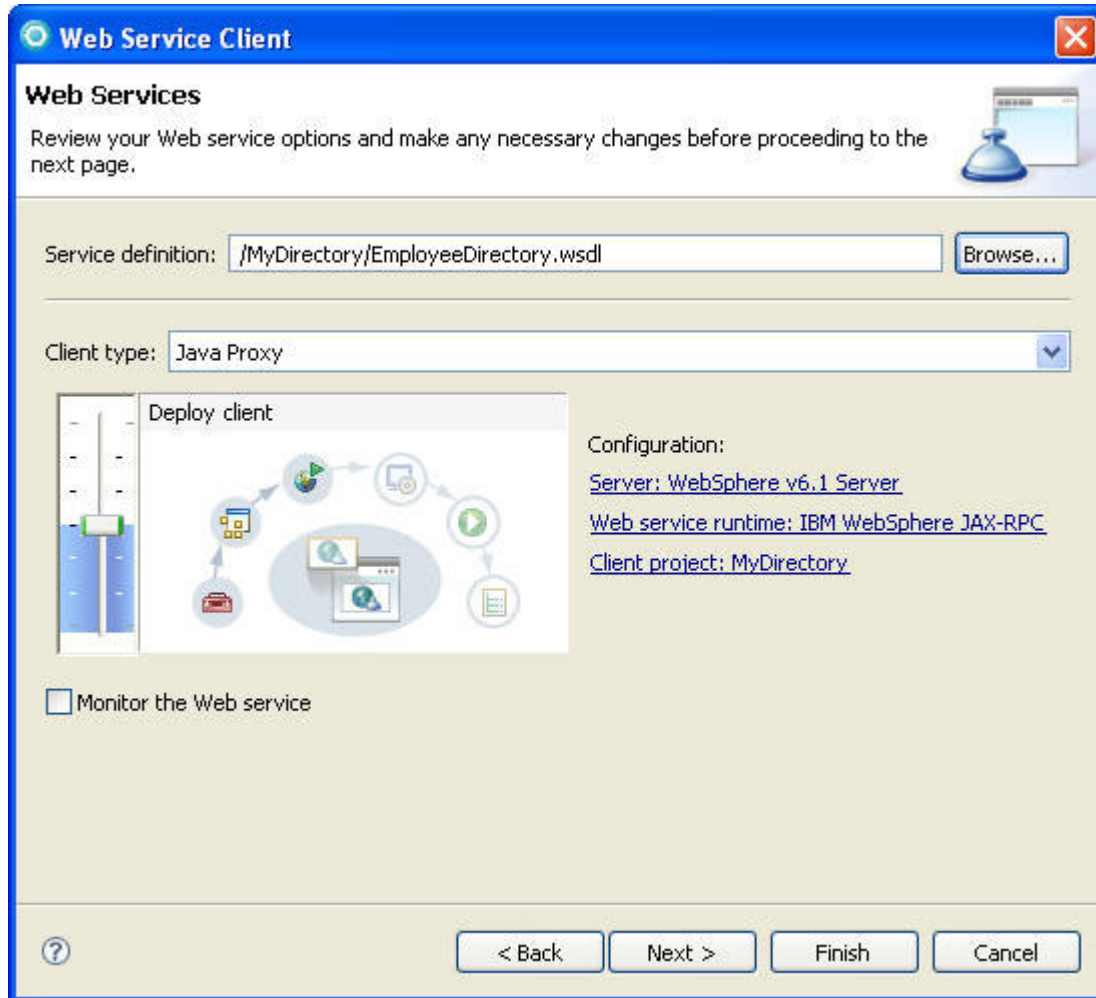 Web Service Client
Web Services
Review your Web service options and make any necessary changes before proceeding to the
next page.
Service definition: /MyDirectory/EmployeeDirectory.wsdl Browse...
Client type: Java Proxy
Deploy client
Configuration:
Server: WebSphere v6.1 Server
Web service runtime: IBM WebSphere JAX-RPC
Client project: MyDirectory
Monitor the Web service
? < Back Next > Finish Cancel